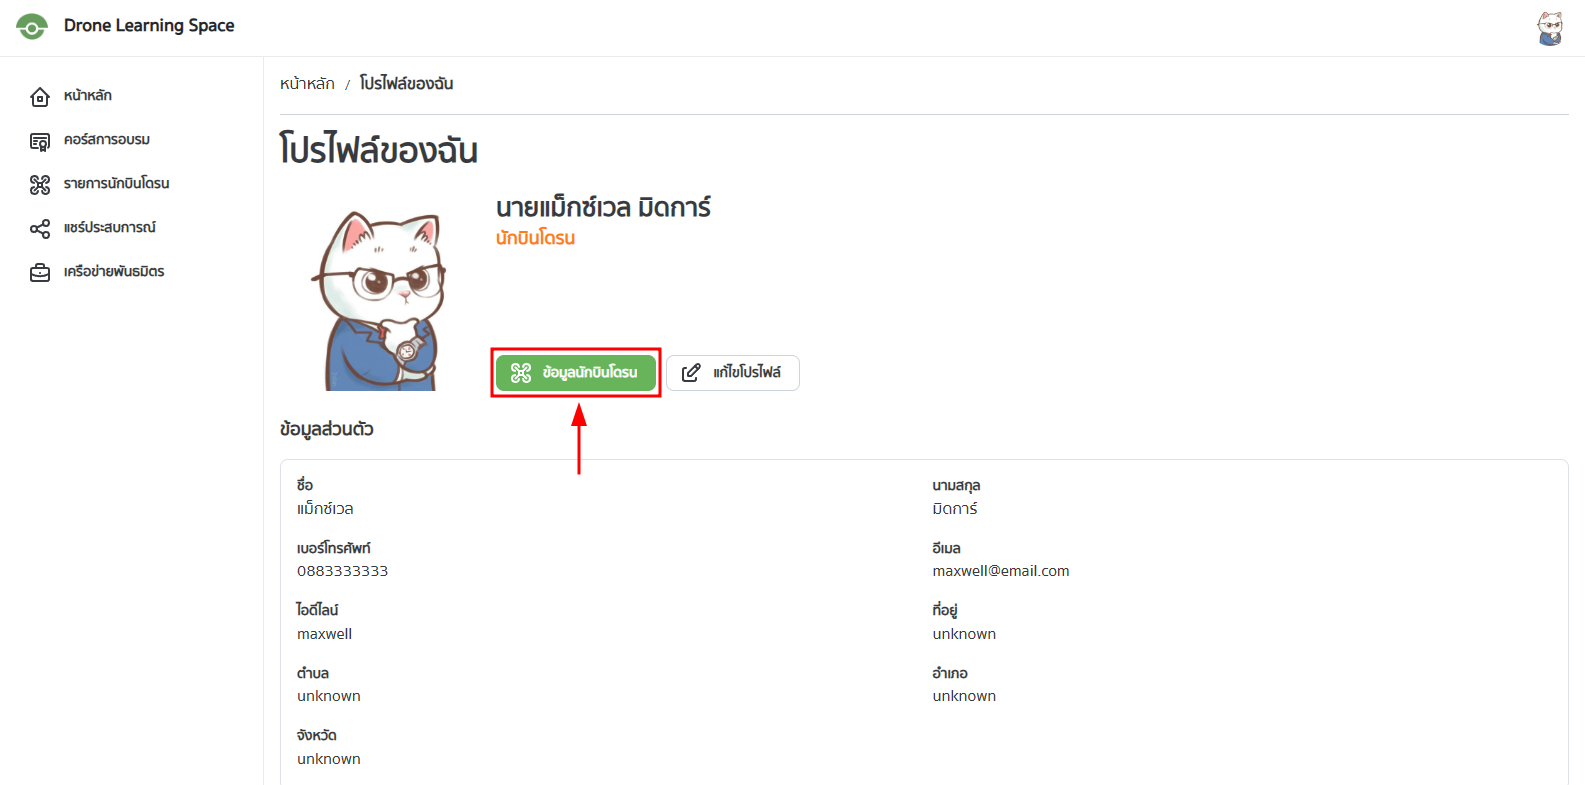 Drone Learning Space
หน้าหลัก
คอร์สการอบรม
รายการนักบินโดรน
แชร์ประสบการณ์
เครือข่ายพันธมิตร
หน้าหลัก / โปรไฟล์ของฉัน
โปรไฟล์ของฉัน
นายแม็กซ์เวล มิดการ์
นักบินโดรน
ข้อมูลนักบินโดรน
แก้ไขโปรไฟล์
ข้อมูลส่วนตัว
ชื่อ
แม็กซ์เวล
นามสกุล
มิดการ์
เบอร์โทรศัพท์
0883333333
อีเมล
maxwell@email.com
ไอดีไลน์
maxwell
ที่อยู่
unknown
ตำบล
unknown
อำเภอ
unknown
จังหวัด
unknown